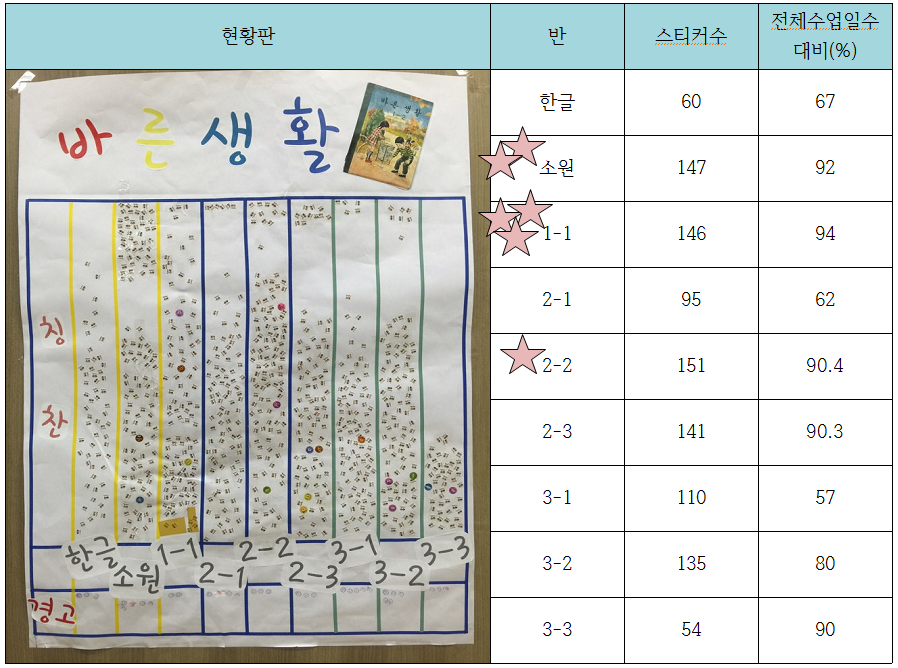 현황판
반
스티커수
전체수업일수
대비(%)
바른생활
바른생활
칭
찬
한글 1-1 2-2 3-1 3-3
소원 2-1 2-3 3-2
경고
한글 60 67
소원 147 92
1-1 146 94
2-1 95 62
2-2 151 90.4
2-3 141 90.3
3-1 110 57
3-2 135 80
3-3 54 90